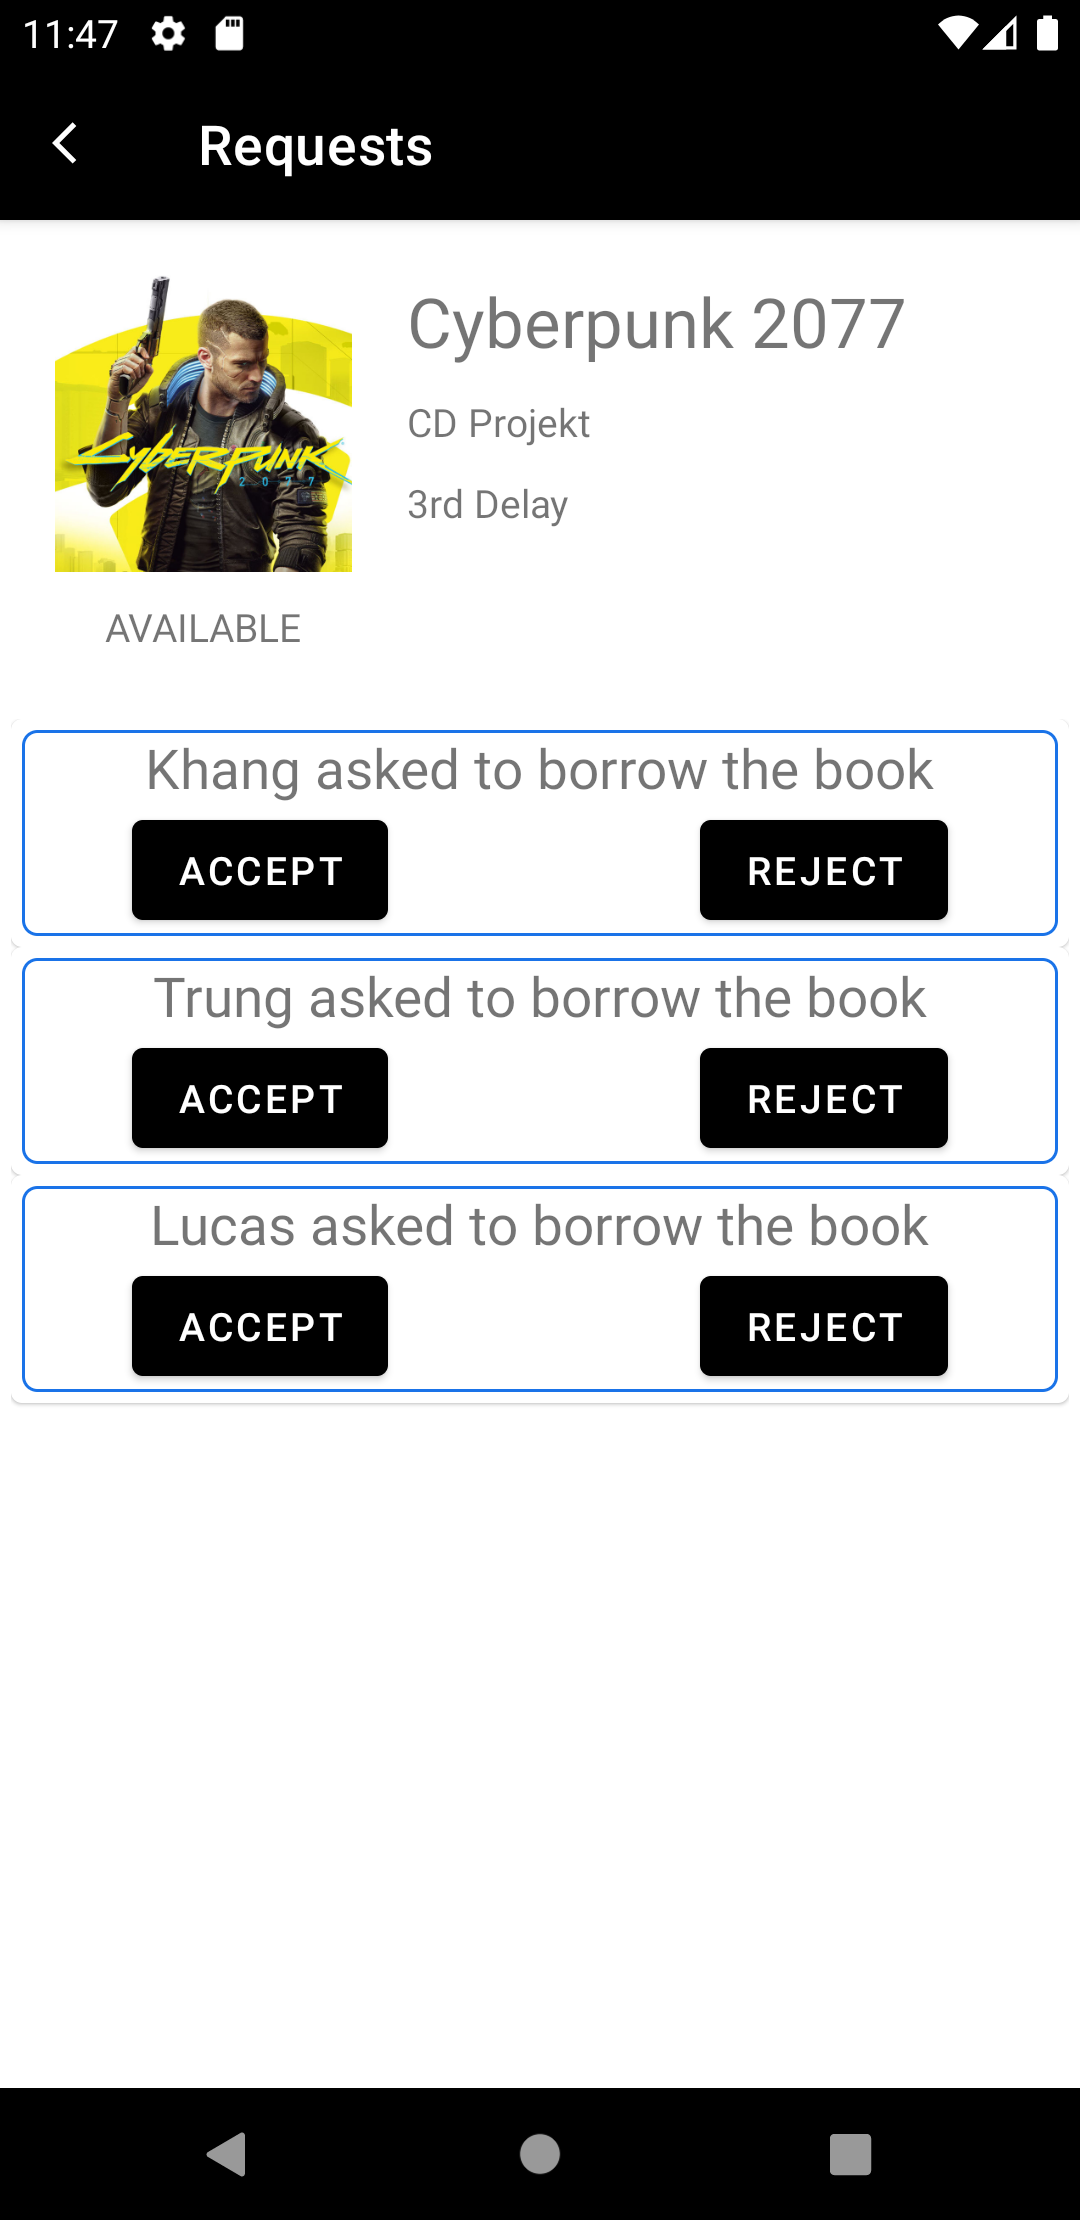 11:47
Requests
Cyberpunk 2077
CD Projekt
3rd Delay
CYBERPUNK
2077
AVAILABLE
Khang asked to borrow the book
ACCEPT REJECT
Trung asked to borrow the book
ACCEPT REJECT
Lucas asked to borrow the book
ACCEPT REJECT